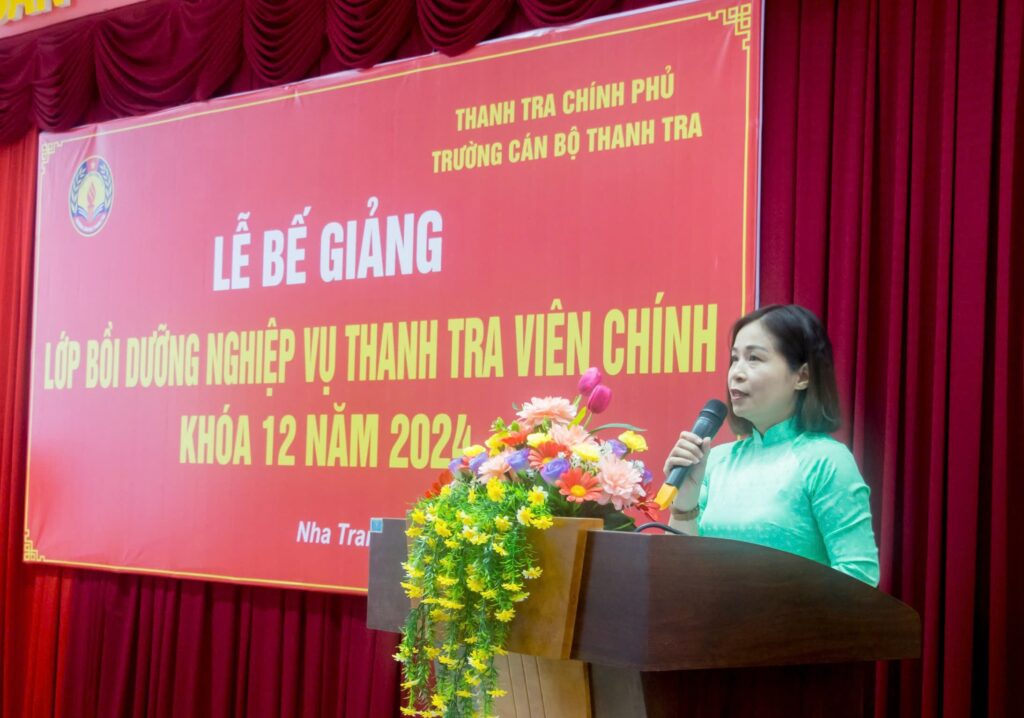 THANH TRA CHÍNH PHỦ
TRƯỜNG CÁN BỘ THANH TRA
LỄ BẾ GIẢNG
LỚP BỒI DƯỠNG NGHIỆP VỤ THANH TRA VIÊN CHÍNH
KHÓA 12 NĂM 2024
Nha